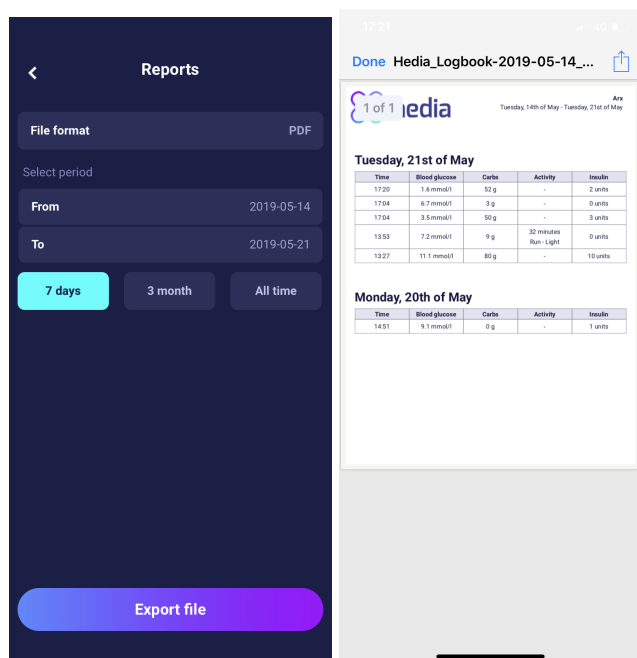 Reports
File format PDF
Select period
From 2019-05-14
To 2019-05-21
7 days 3 month All time
Export file
17.21 4G
Done Hedia_Logbook-2019-05-14_...
1 of 1
edia
Arx
Tuesday, 14th of May - Tuesday, 21st of May
Tuesday, 21st of May
Time Blood glucose Carbs Activity Insulin
17:20 1.6 mmol/l 52 g - 2 units
17:04 6.7 mmol/l 3 g - 0 units
17:04 3.5 mmol/l 50 g - 3 units
13:53 7.2 mmol/l 9 g 32 minutes Run - Light 0 units
13:27 11.1 mmol/l 80 g - 10 units
Monday, 20th of May
Time Blood glucose Carbs Activity Insulin
14:51 9.1 mmol/l 0 g - 1 units